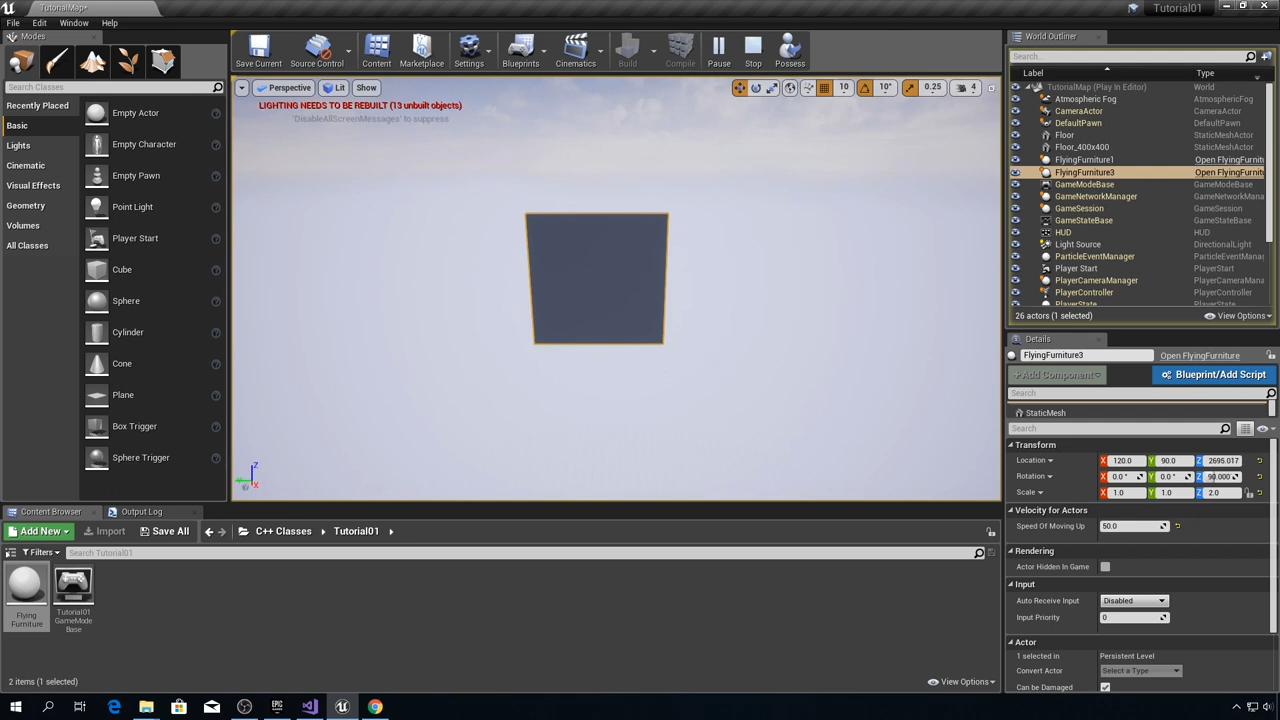 TutorialMap*
Tutorial01
File Edit Window Help
Modes
Search Classes
Recently Placed
Basic
Lights
Cinematic
Visual Effects
Geometry
Volumes
All Classes
Empty Actor
Empty Character
Empty Pawn
Point Light
Player Start
Cube
Sphere
Cylinder
Cone
Plane
Box Trigger
Sphere Trigger
Save Current
Source Control
Content
Marketplace
Settings
Blueprints
Cinematics
Build
Compile
Pause
Stop
Possess
Perspective Lit Show
10 10° 0.25 4
LIGHTING NEEDS TO BE REBUILT (13 unbuilt objects)
'DisableAllScreenMessages' to suppress
Z
X
World Outliner
Search...
Label Type
TutorialMap (Play In Editor) World
Atmospheric Fog AtmosphericFog
CameraActor CameraActor
DefaultPawn DefaultPawn
Floor StaticMeshActor
Floor_400x400 StaticMeshActor
FlyingFurniture1 Open FlyingFurnit
FlyingFurniture3 Open FlyingFurnit
GameModeBase GameModeBase
GameNetworkManager GameNetworkMana
GameSession GameSession
GameStateBase GameStateBase
HUD HUD
Light Source DirectionalLight
ParticleEventManager ParticleEventMana
Player Start PlayerStart
PlayerCameraManager PlayerCameraMana
PlayerController PlayerController
PlayerState PlayerState
26 actors (1 selected) View Options
Details
FlyingFurniture3 Open FlyingFurniture
+Add Component Blueprint/Add Script
Search
StaticMesh
Search
Transform
Location X 120.0 Y 90.0 Z 2695.017
Rotation X 0.0° Y 0.0° Z 90.000
Scale X 1.0 Y 1.0 Z 2.0
Velocity for Actors
Speed Of Moving Up 50.0
Rendering
Actor Hidden In Game
Input
Auto Receive Input Disabled
Input Priority 0
Actor
1 selected in Persistent Level
Convert Actor Select a Type
Can be Damaged
Content Browser Output Log
Add New Import Save All C++ Classes Tutorial01
Filters Search Tutorial01
Flying
Furniture
Tutorial01
GameMode
Base
2 items (1 selected) View Options
EPIC
GAMES